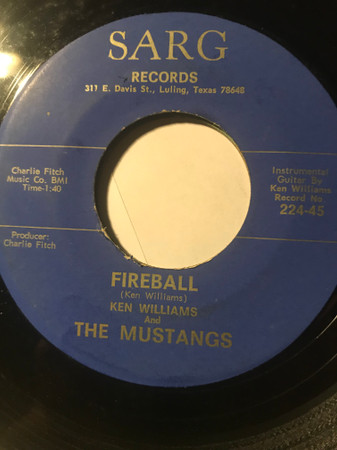 SARG
RECORDS
311 E. Davis St., Luling, Texas 78648
Charlie Fitch
Music Co. BMI
Time-1:40
Producer:
Charlie Fitch
Instrumental
Guitar By
Ken Williams
Record No.
224-45
FIREBALL
(Ken Williams)
KEN WILLIAMS
And
THE MUSTANGS